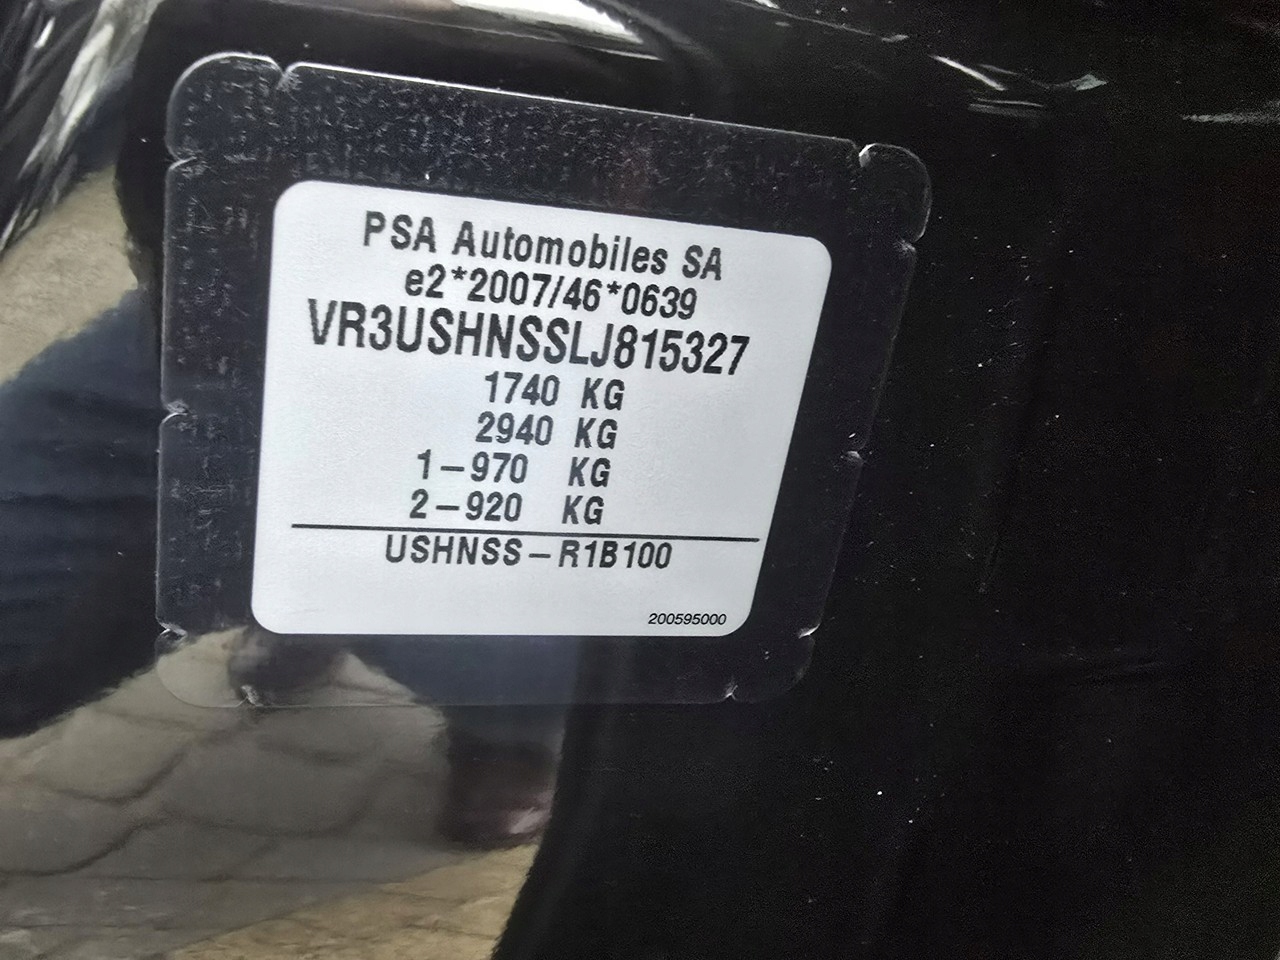 PSA Automobiles SA
e2*2007/46*0639
VR3USHNSSLJ815327
1740 KG
2940 KG
1-970 KG
2-920 KG
USHNSS-R1B100
200595000